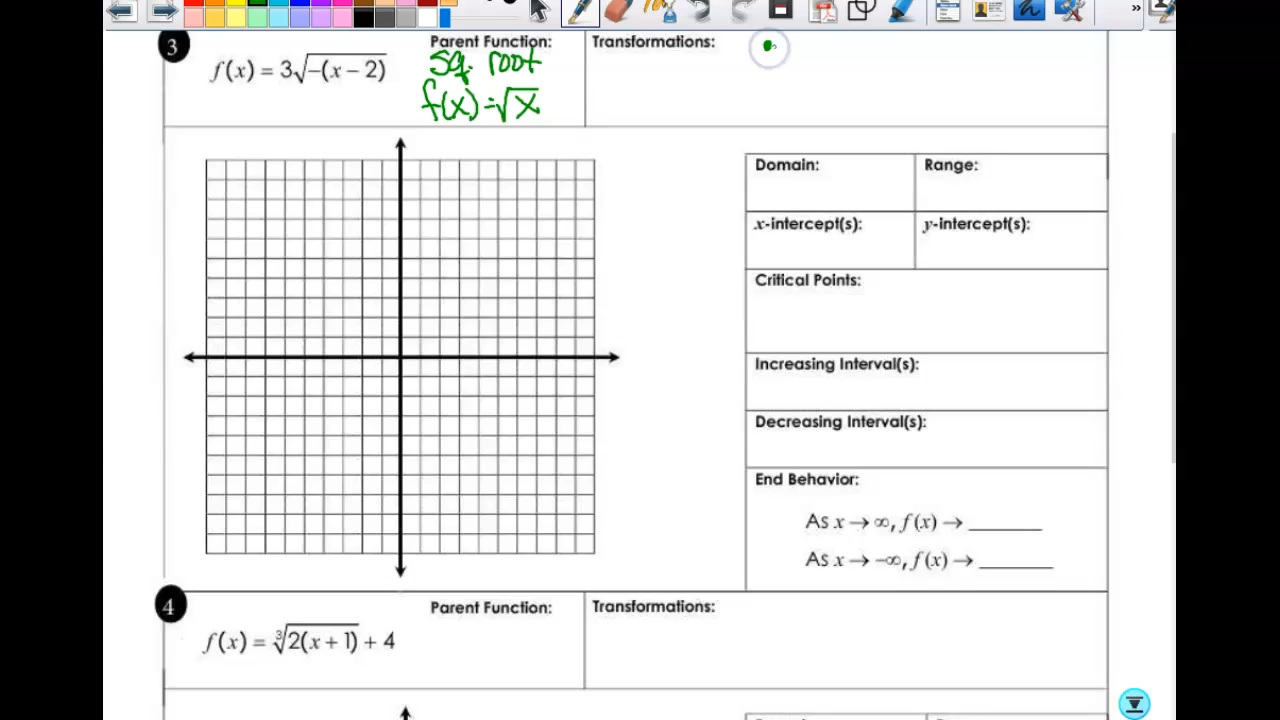 3
f(x) = 3√−(x − 2)
Parent Function:
sq. root
f(x)=√x
Transformations:
Domain:
Range:
x-intercept(s):
y-intercept(s):
Critical Points:
Increasing Interval(s):
Decreasing Interval(s):
End Behavior:
As x → ∞, f(x) → ________
As x → −∞, f(x) → ________
4
f(x) = ∛2(x + 1) + 4
Parent Function:
Transformations: